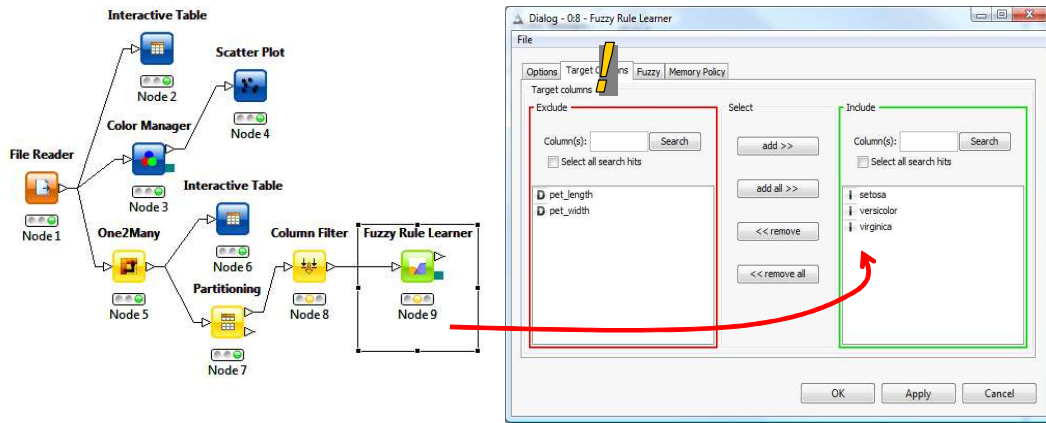 Interactive Table
Node 2
Scatter Plot
Node 4
Color Manager
Node 3
File Reader
Node 1
Interactive Table
Node 6
One2Many
Node 5
Partitioning
Node 7
Column Filter
Node 8
Fuzzy Rule Learner
Node 9
Dialog - 0:8 - Fuzzy Rule Learner
File
Options Target Fuzzy Memory Policy
Target columns
Exclude
Column(s): Search
Select all search hits
D pet_length
D pet_width
Select
add >>
add all >>
<< remove
<< remove all
Include
Column(s): Search
Select all search hits
I setosa
I versicolor
I virginica
OK Apply Cancel
!